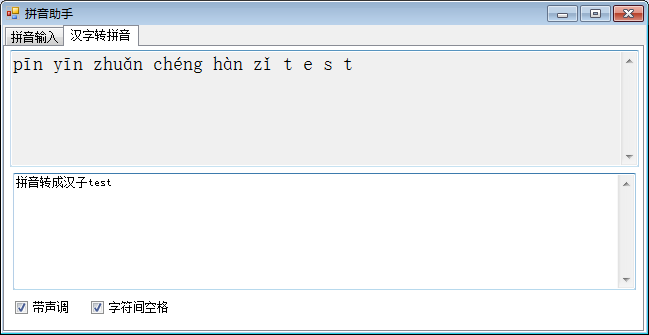 拼音助手
拼音输入 汉字转拼音
pīn yīn zhuǎn chéng hàn zǐ t e s t
拼音转成汉子test
带声调 字符间空格